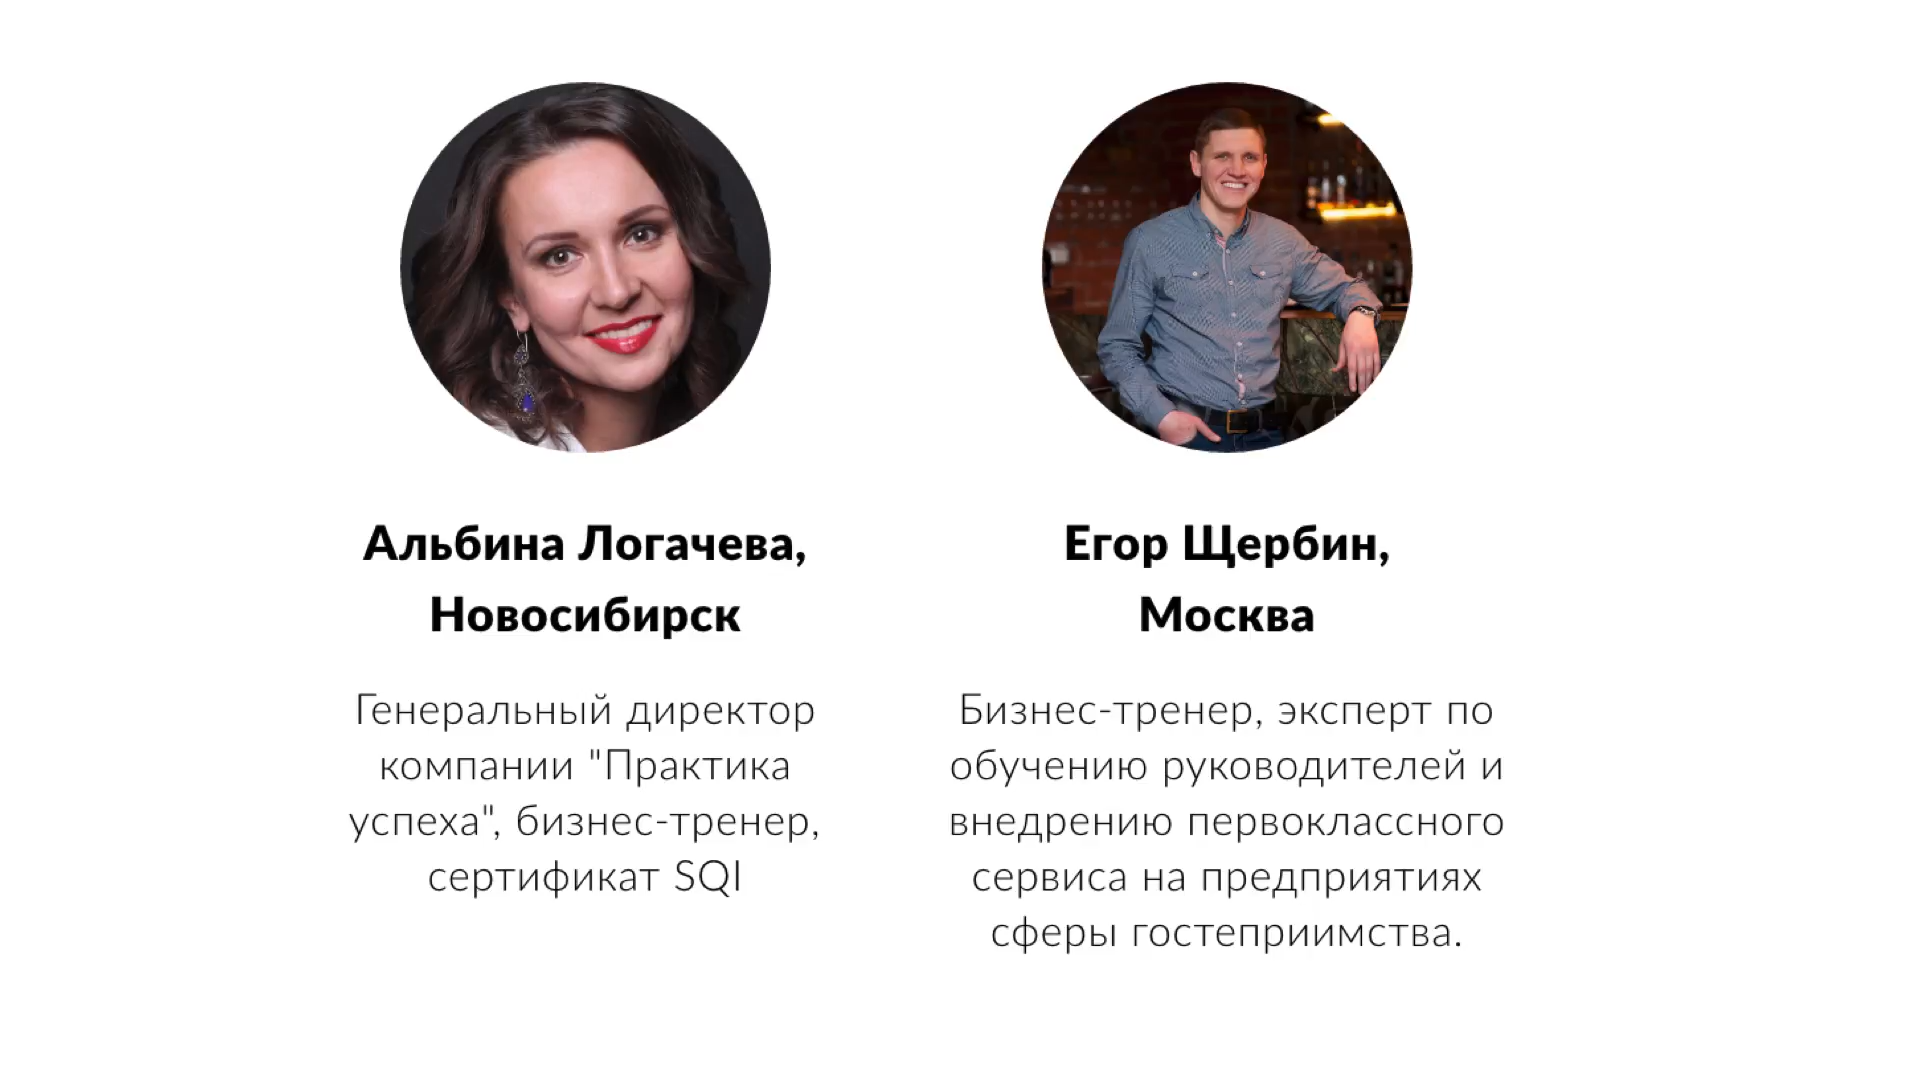 Альбина Логачева,
Новосибирск
Генеральный директор
компании "Практика
успеха", бизнес-тренер,
сертификат SQI
Егор Щербин,
Москва
Бизнес-тренер, эксперт по
обучению руководителей и
внедрению первоклассного
сервиса на предприятиях
сферы гостеприимства.